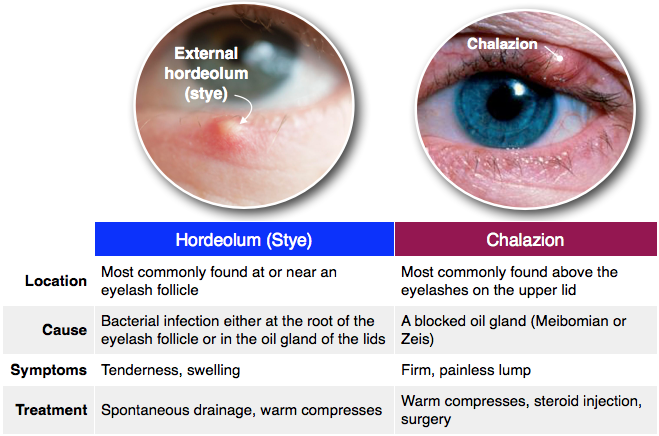 External
hordeolum
(stye)
Chalazion
Hordeolum (Stye)
Chalazion
Location
Most commonly found at or near an
eyelash follicle
Most commonly found above the
eyelashes on the upper lid
Cause
Bacterial infection either at the root of the
eyelash follicle or in the oil gland of the lids
A blocked oil gland (Meibomian or
Zeis)
Symptoms
Tenderness, swelling
Firm, painless lump
Treatment
Spontaneous drainage, warm compresses
Warm compresses, steroid injection,
surgery